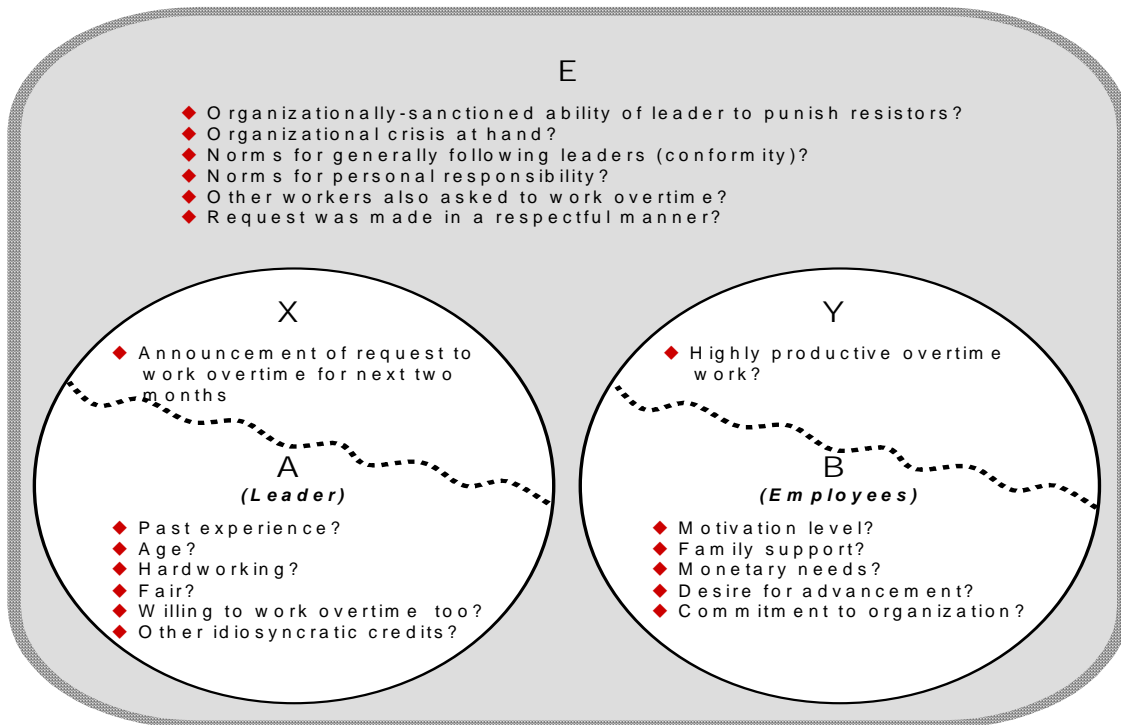 E
◆ Organizationally-sanctioned ability of leader to punish resistors?
◆ Organizational crisis at hand?
◆ Norms for generally following leaders (conformity)?
◆ Norms for personal responsibility?
◆ Other workers also asked to work overtime?
◆ Request was made in a respectful manner?
X
◆ Announcement of request to
work overtime for next two
months
A
(Leader)
◆ Past experience?
◆ Age?
◆ Hardworking?
◆ Fair?
◆ Willing to work overtime too?
◆ Other idiosyncratic credits?
Y
◆ Highly productive overtime
work?
B
(Employees)
◆ Motivation level?
◆ Family support?
◆ Monetary needs?
◆ Desire for advancement?
◆ Commitment to organization?